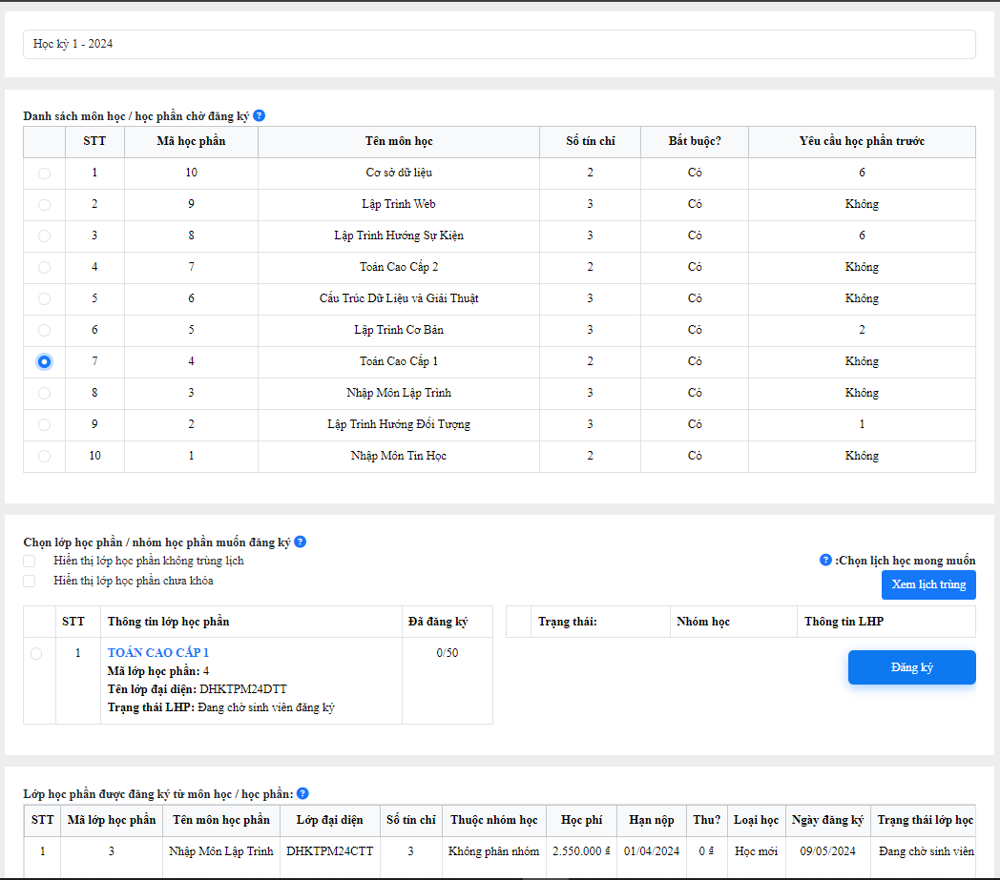 Học kỳ 1 - 2024
Danh sách môn học / học phần chờ đăng ký ?
STT Mã học phần Tên môn học Số tín chỉ Bắt buộc? Yêu cầu học phần trước
1 10 Cơ sở dữ liệu 2 Có 6
2 9 Lập Trình Web 3 Có Không
3 8 Lập Trình Hướng Sự Kiện 3 Có 6
4 7 Toán Cao Cấp 2 2 Có Không
5 6 Cấu Trúc Dữ Liệu và Giải Thuật 3 Có Không
6 5 Lập Trình Cơ Bản 3 Có 2
7 4 Toán Cao Cấp 1 2 Có Không
8 3 Nhập Môn Lập Trình 3 Có Không
9 2 Lập Trình Hướng Đối Tượng 3 Có 1
10 1 Nhập Môn Tin Học 2 Có Không
Chọn lớp học phần / nhóm học phần muốn đăng ký ?
Hiển thị lớp học phần không trùng lịch
? :Chọn lịch học mong muốn
Hiển thị lớp học phần chưa khóa
Xem lịch trùng
STT Thông tin lớp học phần Đã đăng ký
1 TOÁN CAO CẤP 1 0/50
Mã lớp học phần: 4
Tên lớp đại diện: DHKTPM24DTT
Trạng thái LHP: Đang chờ sinh viên đăng ký
Trạng thái: Nhóm học Thông tin LHP
Đăng ký
Lớp học phần được đăng ký từ môn học / học phần: ?
STT Mã lớp học phần Tên môn học phần Lớp đại diện Số tín chỉ Thuộc nhóm học Học phí Hạn nộp Thu? Loại học Ngày đăng ký Trạng thái lớp học
1 3 Nhập Môn Lập Trình DHKTPM24CTT 3 Không phân nhóm 2.550.000 ₫ 01/04/2024 0 ₫ Học mới 09/05/2024 Đang chờ sinh viên